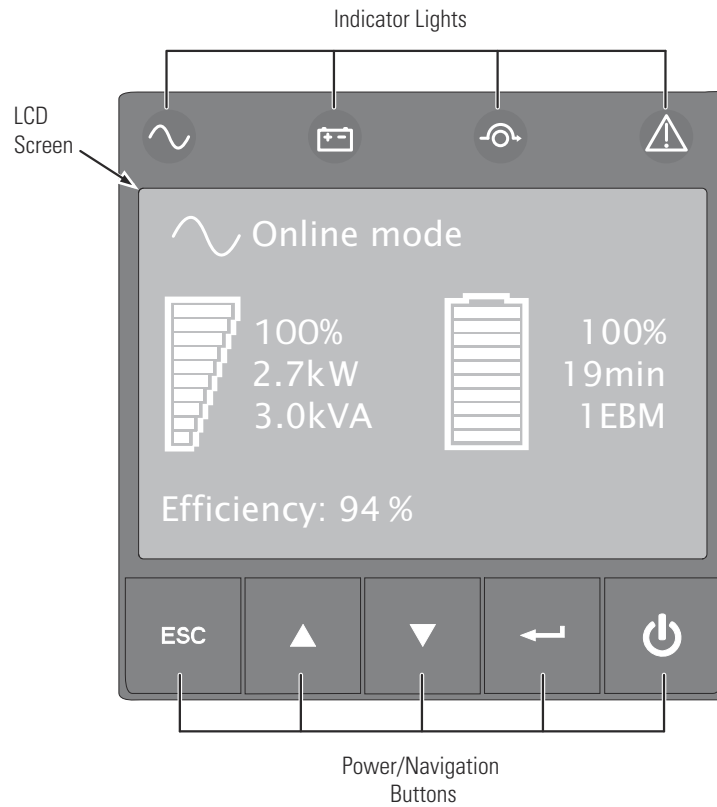 Indicator Lights
LCD
Screen
Online mode
100%
2.7kW
3.0kVA
100%
19min
1EBM
Efficiency: 94 %
ESC
Power/Navigation
Buttons